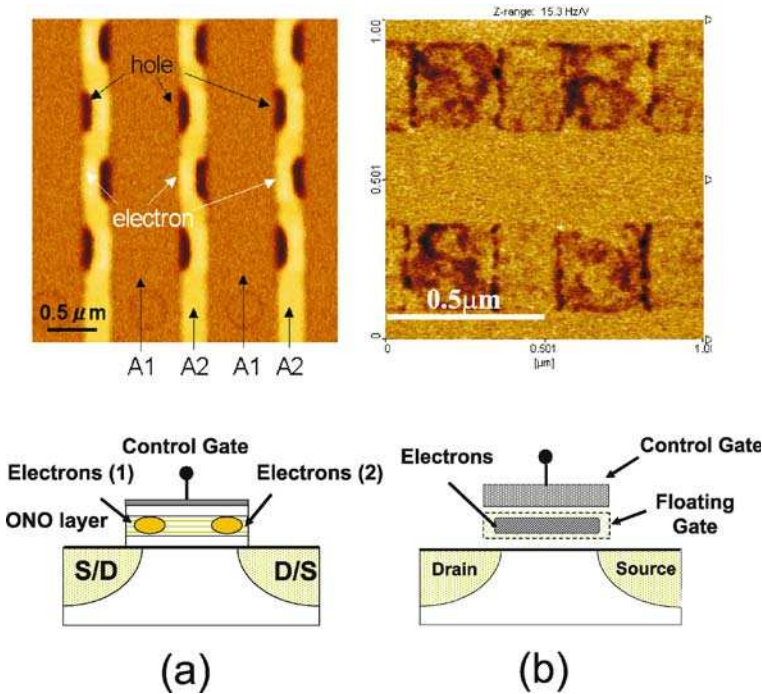 hole
electron
0.5 μm
A1 A2 A1 A2
Z-range: 15.3 Hz/V
1.00
0.501
0
0.5μm
0 0.501 1.00
[μm]
Control Gate
Electrons (1)
Electrons (2)
ONO layer
S/D
D/S
(a)
Control Gate
Electrons
Floating
Gate
Drain
Source
(b)